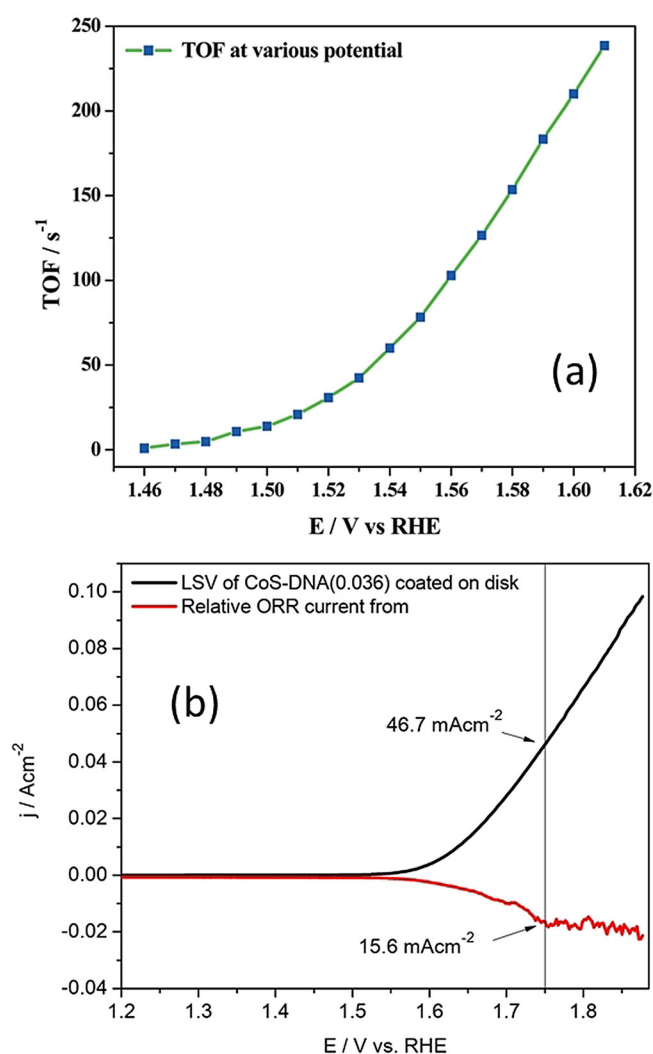 250
200
150
100
50
0
TOF / s⁻¹
TOF at various potential
(a)
1.46 1.48 1.50 1.52 1.54 1.56 1.58 1.60 1.62
E / V vs RHE
0.10
0.08
0.06
0.04
0.02
0.00
-0.02
-0.04
j / Acm⁻²
LSV of CoS-DNA(0.036) coated on disk
Relative ORR current from
(b)
46.7 mAcm⁻²
15.6 mAcm⁻²
1.2 1.3 1.4 1.5 1.6 1.7 1.8
E / V vs. RHE